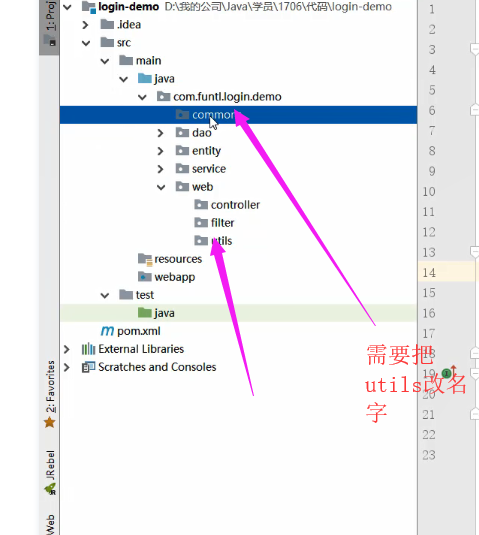 1: Proj
login-demo D:\我的公司\Java\学员\1706\代码\login-demo
.idea
src
main
java
com.funtl.login.demo
common
dao
entity
service
web
controller
filter
utils
resources
webapp
test
java
pom.xml
External Libraries
Scratches and Consoles
2: Favorites
JRebel
Web
1
2
3
4
5
6
7
8
9
10
11
12
13
14
15
16
17
18
19
20
21
22
23
需要把
utils改名
字